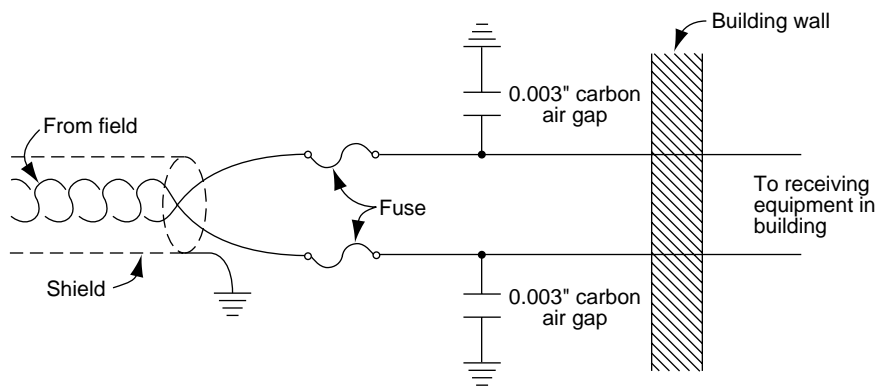 Building wall
0.003" carbon
air gap
From field
Fuse
To receiving
equipment in
building
Shield
0.003" carbon
air gap